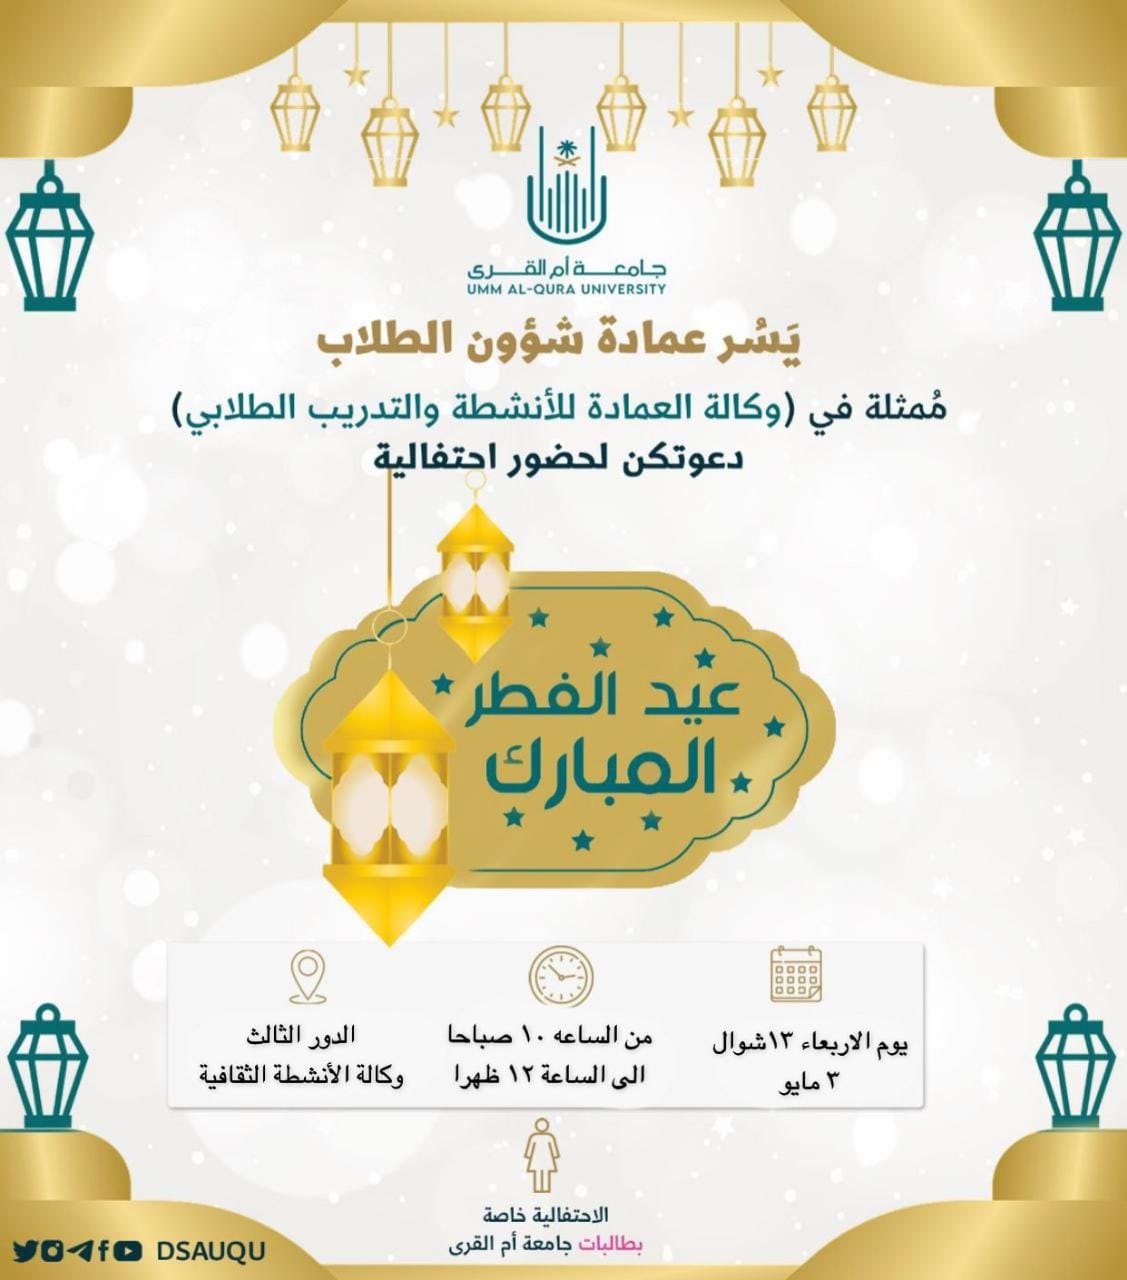 جامعة أم القرى
UMM AL-QURA UNIVERSITY
يَسُر عمادة شؤون الطلاب
مُمثلة في (وكالة العمادة للأنشطة والتدريب الطلابي)
دعوتكن لحضور احتفالية
عيد الفطر
المبارك
يوم الاربعاء ١٣شوال
٣ مايو
من الساعه ١٠ صباحا
الى الساعة ١٢ ظهرا
الدور الثالث
وكالة الأنشطة الثقافية
الاحتفالية خاصة
بطالبات جامعة أم القرى
DSAUQU